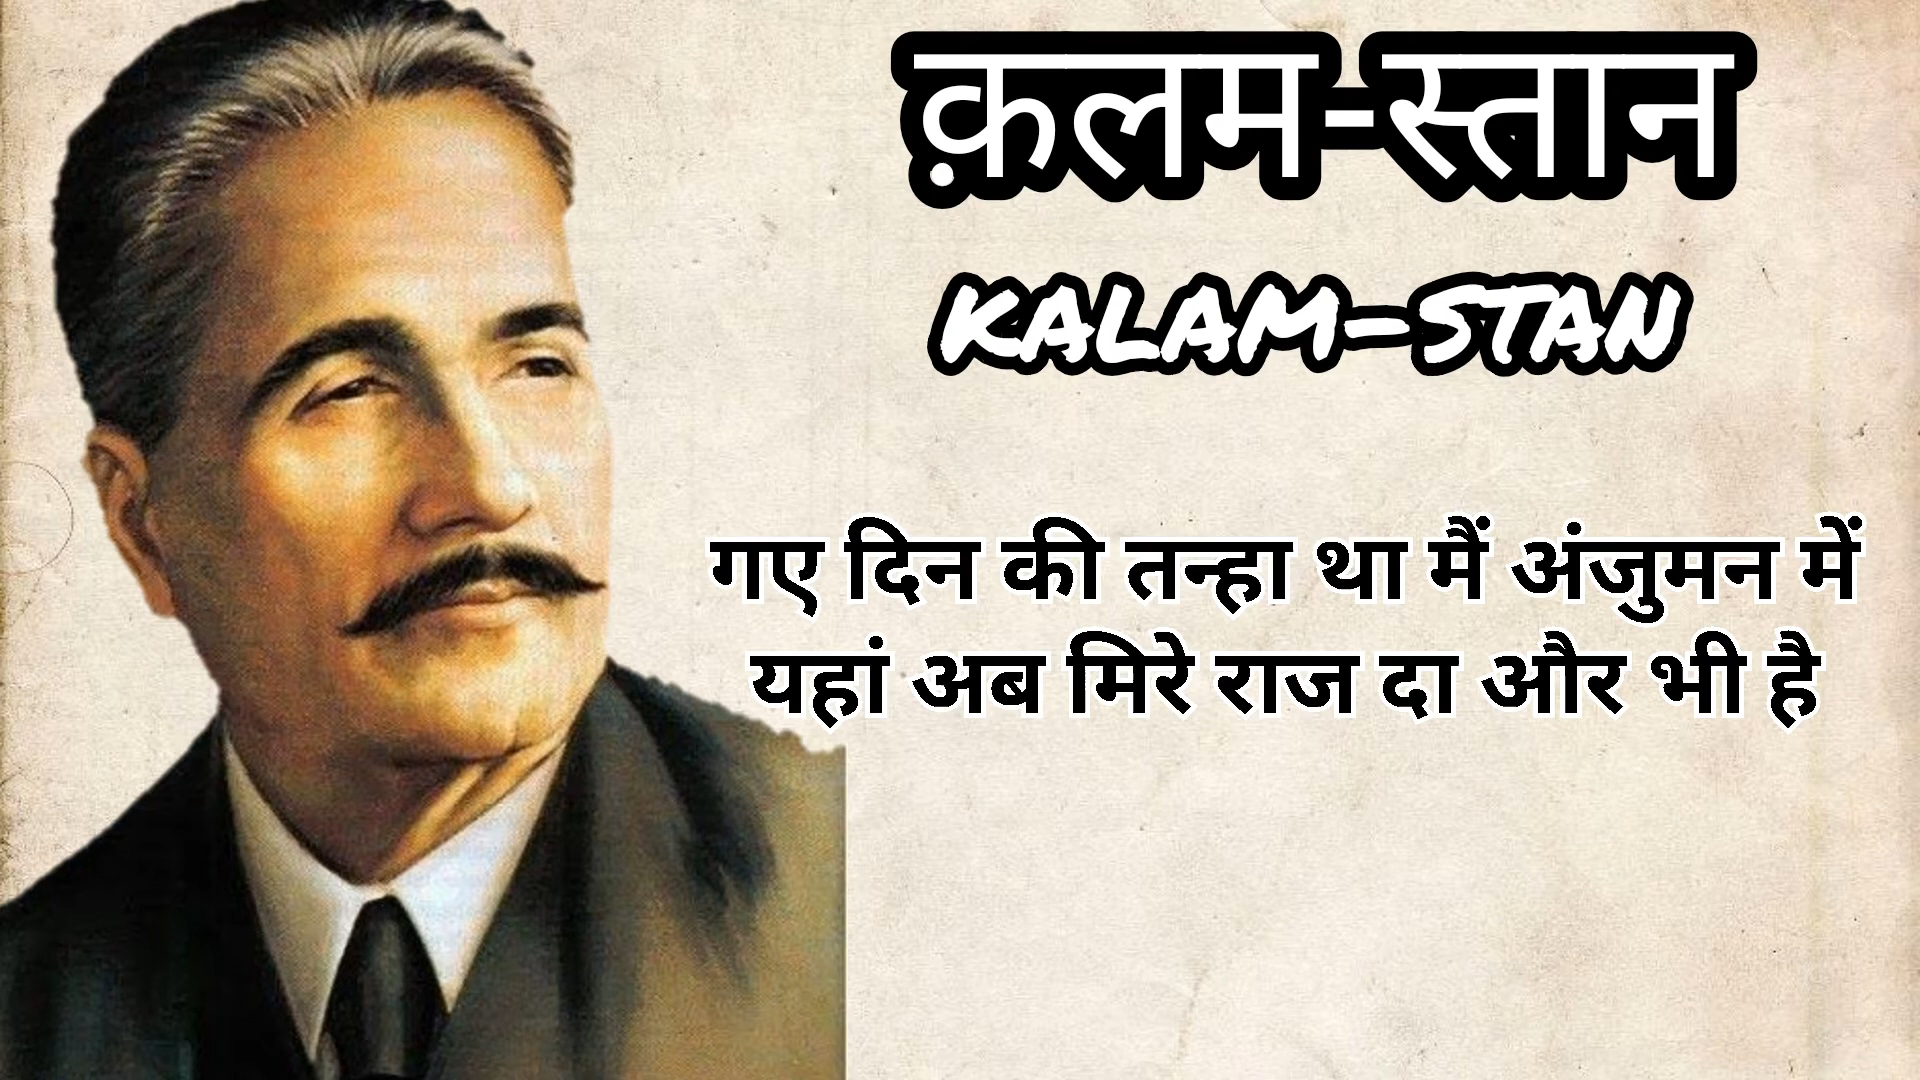 क़लम-स्तान
KALAM-STAN
गए दिन की तन्हा था मैं अंजुमन में
यहां अब मिरे राज दा और भी है